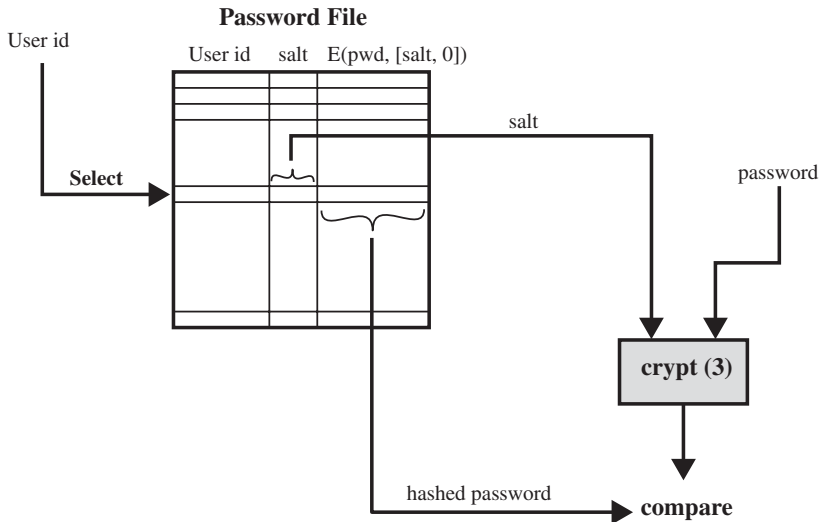 Password File
User id
User id salt E(pwd, [salt, 0])
salt
Select
password
crypt (3)
hashed password
compare